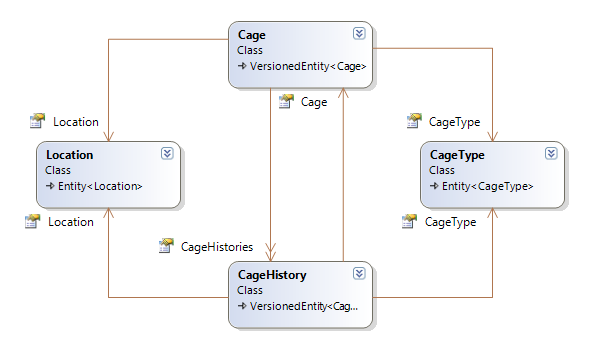 Cage
Class
VersionedEntity<Cage>
Cage
Location
CageType
Location
Class
Entity<Location>
CageType
Class
Entity<CageType>
Location
CageType
CageHistories
CageHistory
Class
VersionedEntity<Cag...